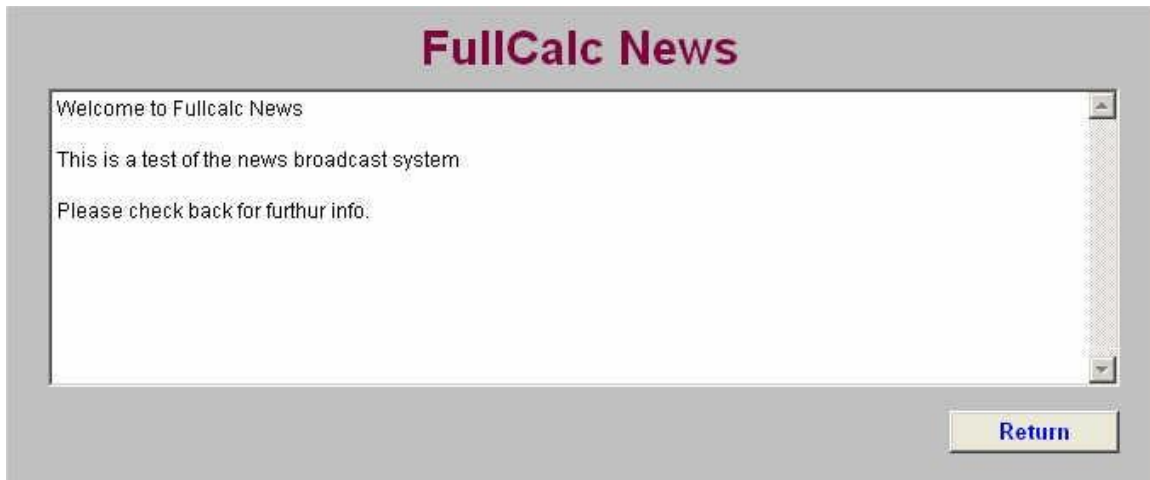 FullCalc News
Welcome to Fullcalc News
This is a test of the news broadcast system
Please check back for furthur info.
Return